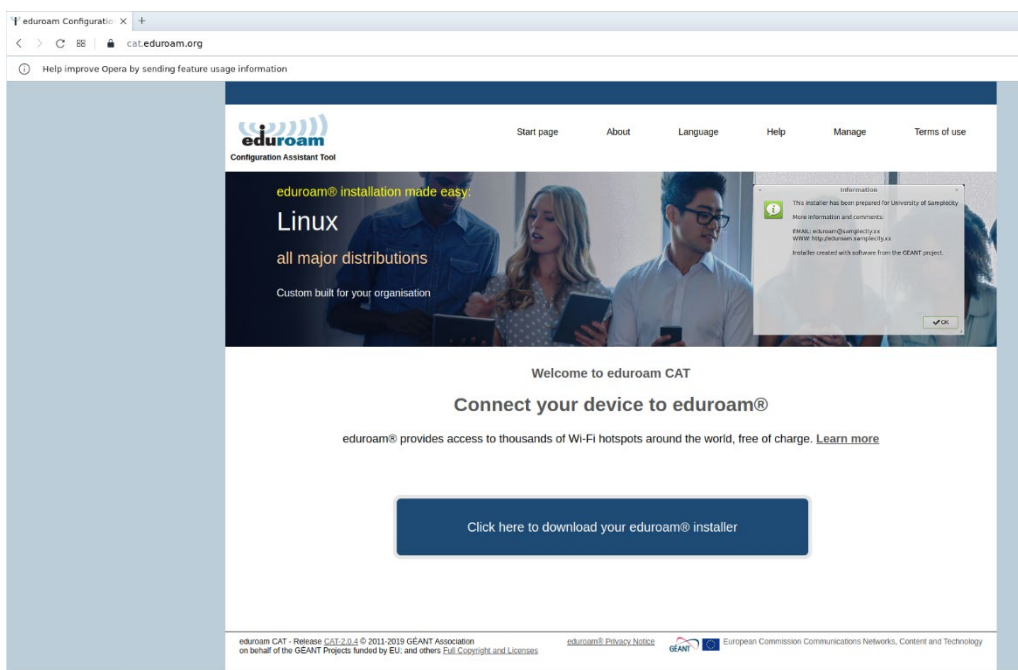 eduroam Configuratio
cat.eduroam.org
Help improve Opera by sending feature usage information
eduroam
Configuration Assistant Tool
Start page
About
Language
Help
Manage
Terms of use
eduroam® installation made easy:
Linux
all major distributions
Custom built for your organisation
Information
This installer has been prepared for University of Samplecity
More information and comments:
EMAIL: eduroam@samplecity.xx
WWW: http://eduroam.samplecity.xx
Installer created with software from the GEANT project.
OK
Welcome to eduroam CAT
Connect your device to eduroam®
eduroam® provides access to thousands of Wi-Fi hotspots around the world, free of charge. Learn more
Click here to download your eduroam® installer
eduroam CAT - Release CAT-2.0.4 © 2011-2019 GÉANT Association
on behalf of the GÉANT Projects funded by EU; and others Full Copyright and Licenses
eduroam® Privacy Notice
GÉANT
European Commission Communications Networks, Content and Technology